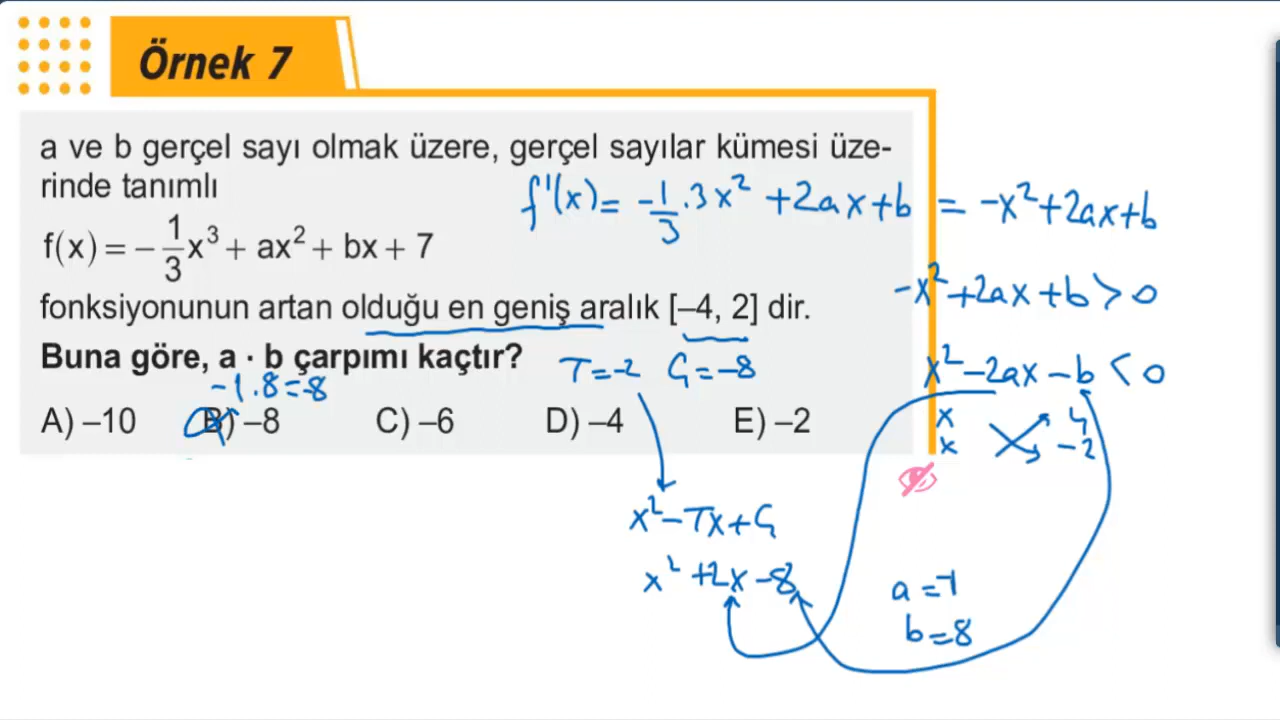 Örnek 7
a ve b gerçel sayı olmak üzere, gerçel sayılar kümesi üze-
rinde tanımlı
f'(x) = -1/3 . 3x² + 2ax + b = -x² + 2ax + b
f(x) = -1/3 x³ + ax² + bx + 7
-x² + 2ax + b > 0
fonksiyonunun artan olduğu en geniş aralık [–4, 2] dir.
Buna göre, a · b çarpımı kaçtır?
T = -2 Ç = -8
x² - 2ax - b < 0
-1 . 8 = -8
A) –10 B) –8 C) –6 D) –4 E) –2
x 4
x -2
x² - Tx + Ç
x² + 2x - 8
a = -1
b = 8